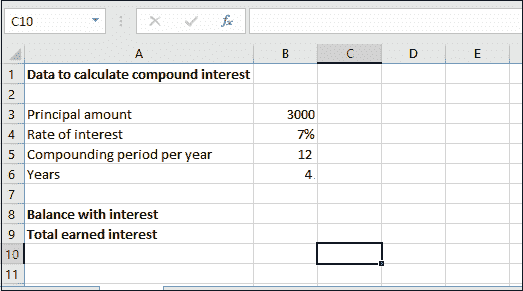 C10
fx
A B C D E
1 Data to calculate compound interest
2
3 Principal amount 3000
4 Rate of interest 7%
5 Compounding period per year 12
6 Years 4
7
8 Balance with interest
9 Total earned interest
10
11